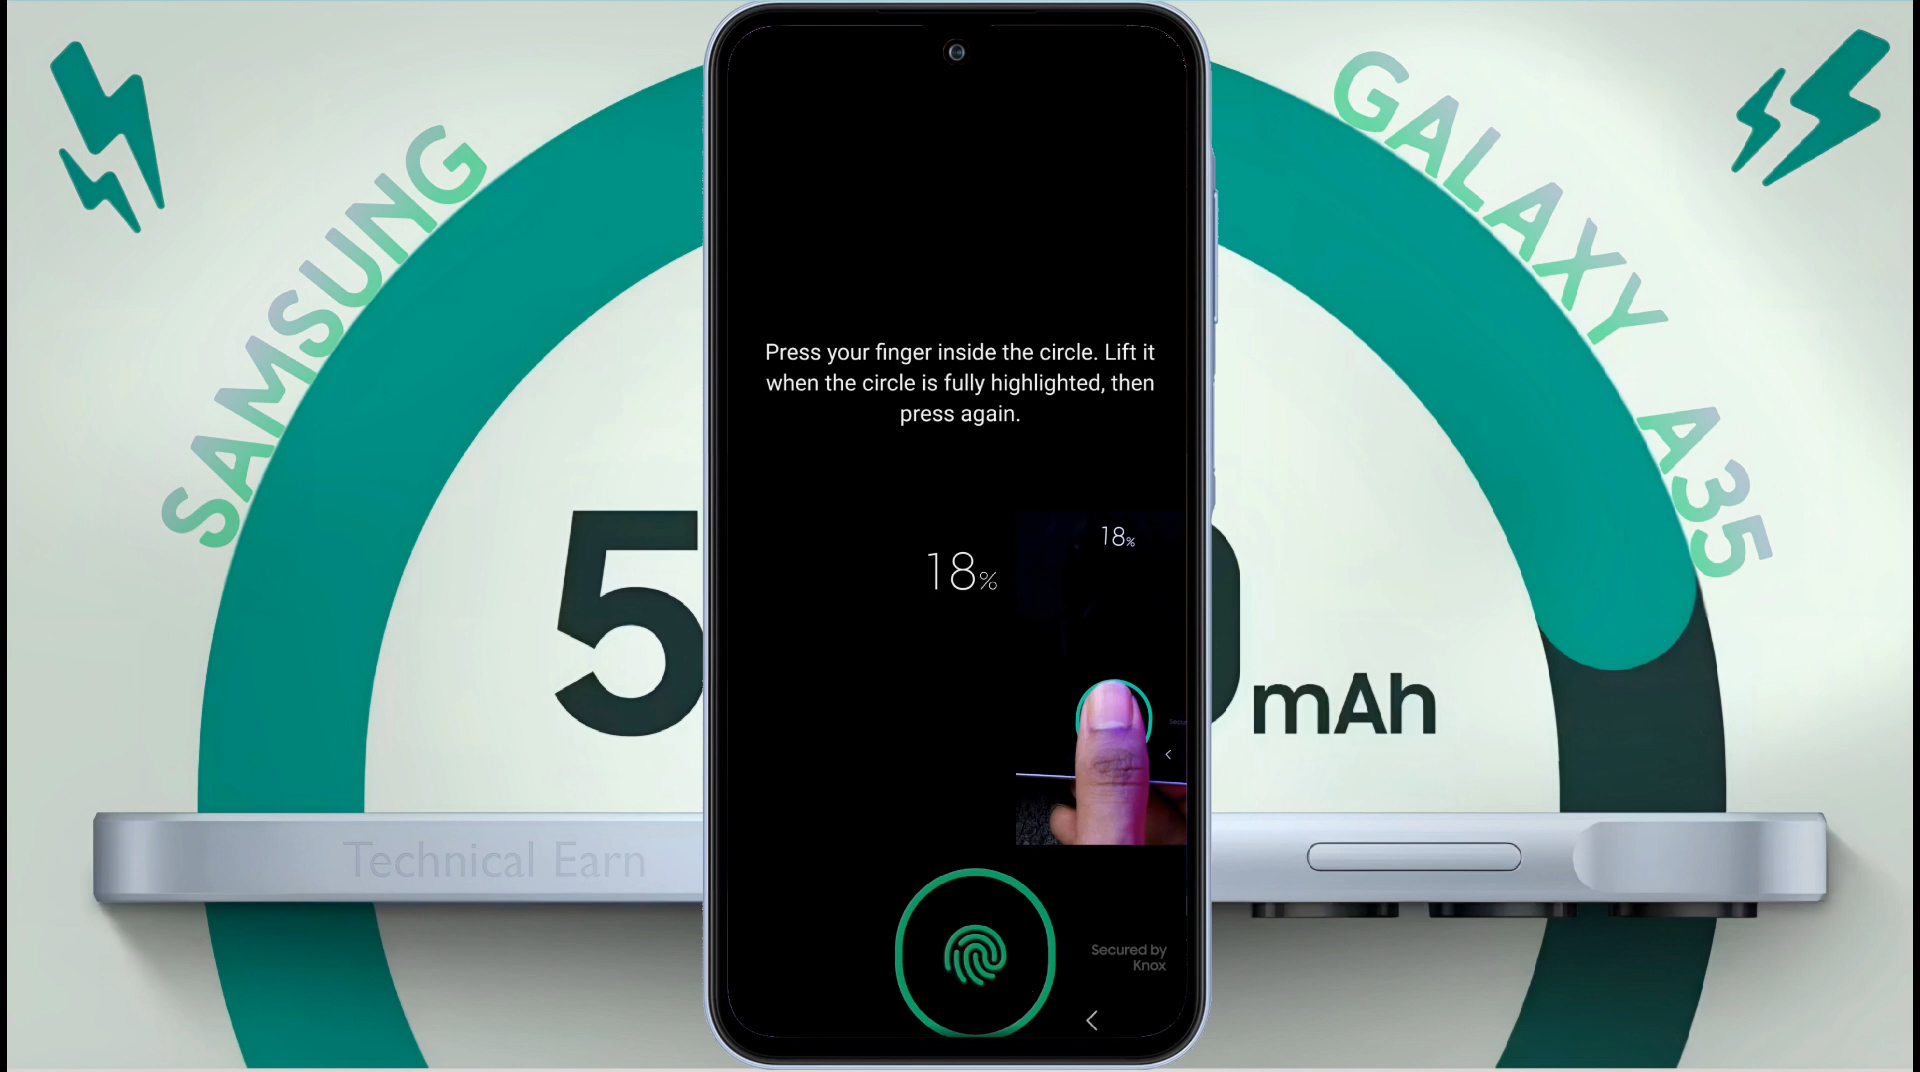 SAMSUNG
GALAXY A35
Press your finger inside the circle. Lift it
when the circle is fully highlighted, then
press again.
18%
18%
5
0 mAh
Technical Earn
Secured by
Knox